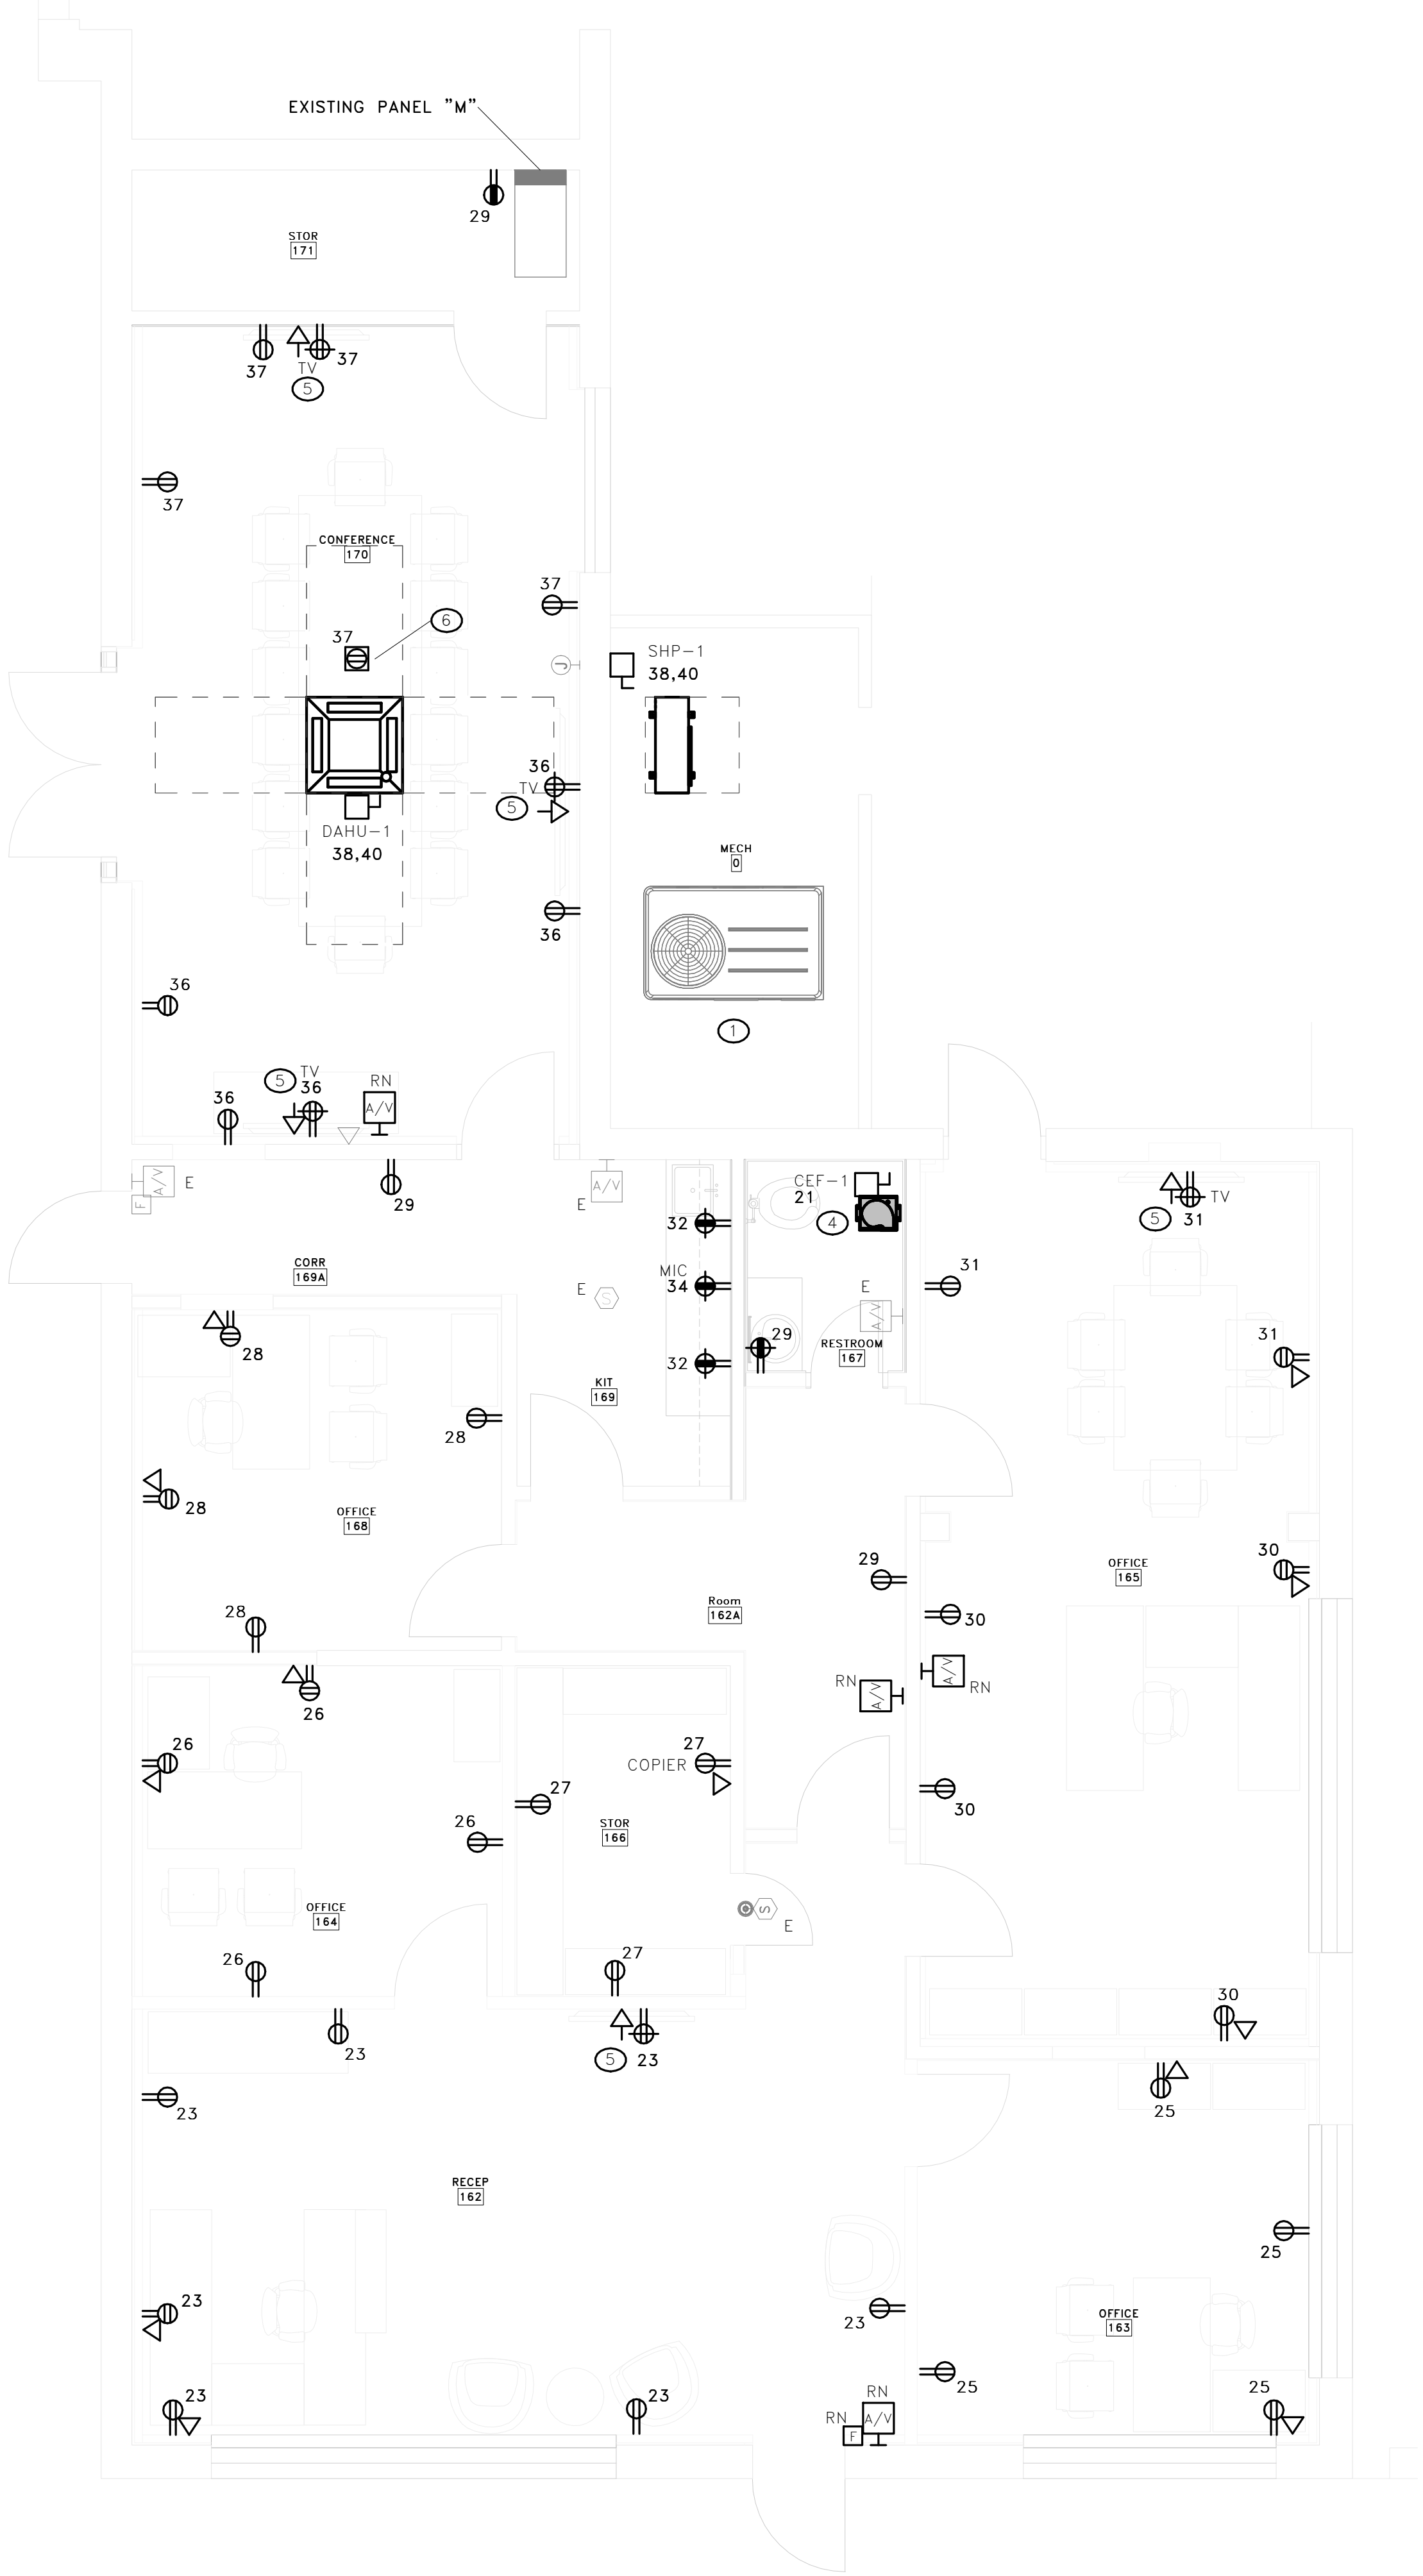 EXISTING PANEL "M"
29
STOR
171
37
37
TV
5
37
CONFERENCE
170
37
6
37
SHP-1
38,40
J
36
TV
5
DAHU-1
38,40
MECH
0
36
36
1
5
TV
36
36
RN
A/V
A/V
E
F
29
A/V
E
CEF-1
21
4
32
5
31
TV
CORR
169A
E
S
MIC
34
E
A/V
31
28
29
RESTROOM
167
31
32
KIT
169
28
28
OFFICE
168
29
30
OFFICE
165
28
Room
162A
30
A/V
RN
RN
A/V
26
26
COPIER
27
27
30
26
STOR
166
OFFICE
164
S
E
26
27
30
23
5
23
23
25
RECEP
162
25
23
23
OFFICE
163
25
23
23
RN
RN
A/V
F
25